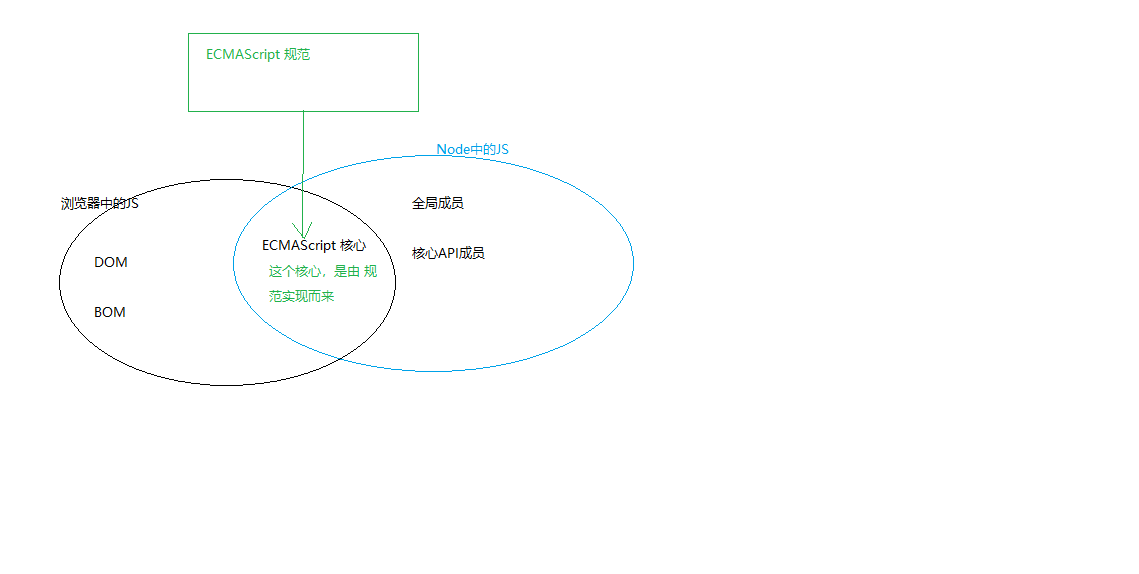 ECMAScript 规范
Node中的JS
浏览器中的JS
全局成员
ECMAScript 核心
核心API成员
DOM
这个核心，是由 规
范实现而来
BOM